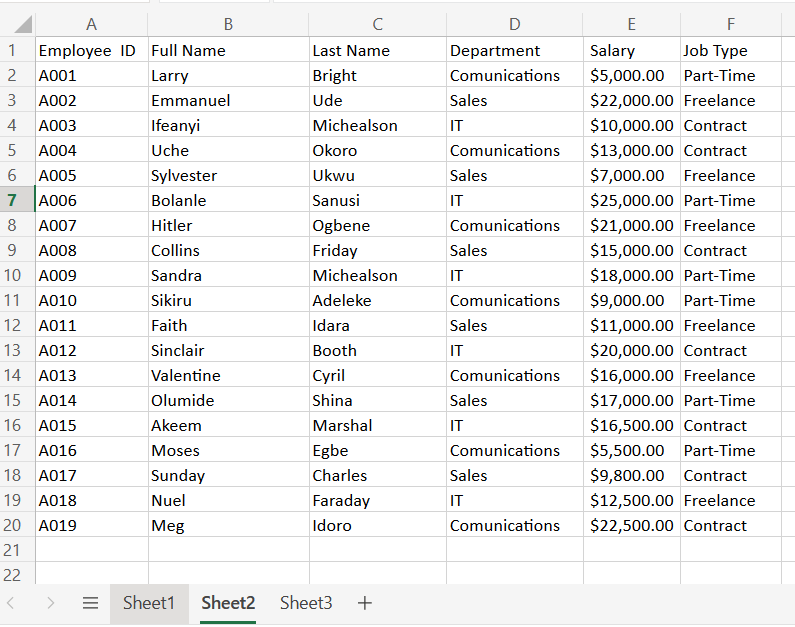 A B C D E F
1 Employee ID Full Name Last Name Department Salary Job Type
2 A001 Larry Bright Comunications $5,000.00 Part-Time
3 A002 Emmanuel Ude Sales $22,000.00 Freelance
4 A003 Ifeanyi Michealson IT $10,000.00 Contract
5 A004 Uche Okoro Comunications $13,000.00 Contract
6 A005 Sylvester Ukwu Sales $7,000.00 Freelance
7 A006 Bolanle Sanusi IT $25,000.00 Part-Time
8 A007 Hitler Ogbene Comunications $21,000.00 Freelance
9 A008 Collins Friday Sales $15,000.00 Contract
10 A009 Sandra Michealson IT $18,000.00 Part-Time
11 A010 Sikiru Adeleke Comunications $9,000.00 Part-Time
12 A011 Faith Idara Sales $11,000.00 Freelance
13 A012 Sinclair Booth IT $20,000.00 Contract
14 A013 Valentine Cyril Comunications $16,000.00 Freelance
15 A014 Olumide Shina Sales $17,000.00 Part-Time
16 A015 Akeem Marshal IT $16,500.00 Contract
17 A016 Moses Egbe Comunications $5,500.00 Part-Time
18 A017 Sunday Charles Sales $9,800.00 Contract
19 A018 Nuel Faraday IT $12,500.00 Freelance
20 A019 Meg Idoro Comunications $22,500.00 Contract
21
22
Sheet1 Sheet2 Sheet3 +